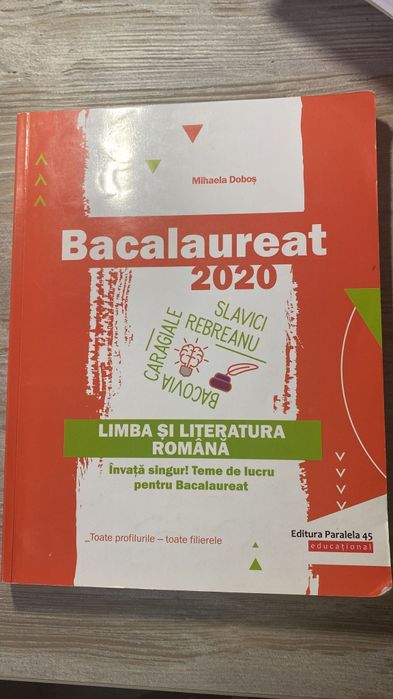 Mihaela Doboș
Bacalaureat
2020
SLAVICI
REBREANU
CARAGIALE
BACOVIA
LIMBA ȘI LITERATURA
ROMÂNĂ
Învață singur! Teme de lucru
pentru Bacalaureat
_Toate profilurile – toate filierele
Editura Paralela 45
educațional